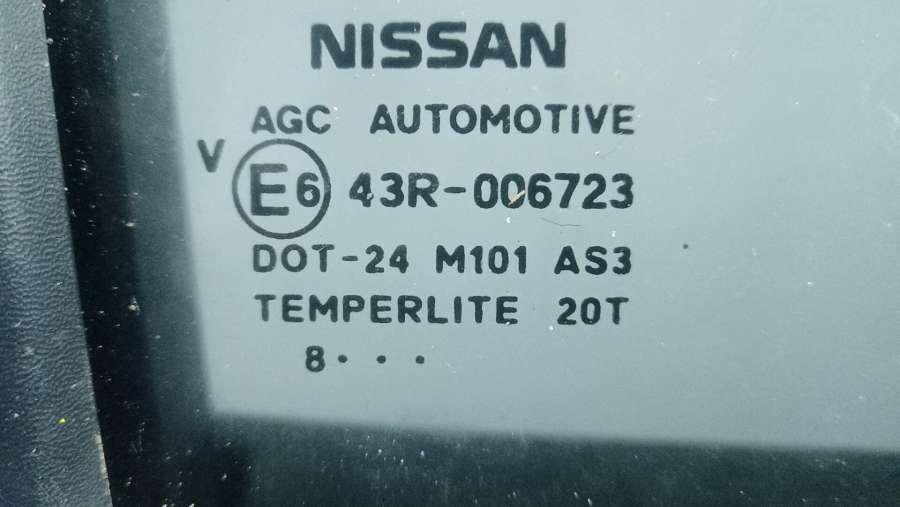 NISSAN
AGC AUTOMOTIVE
V E6 43R-006723
DOT-24 M101 AS3
TEMPERLITE 20T
8· · ·